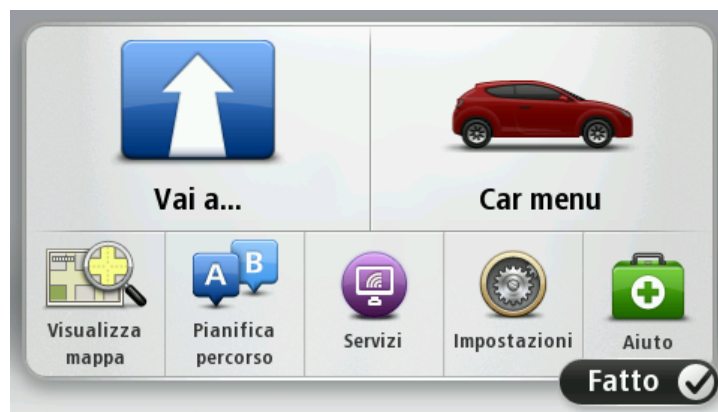 Vai a...
Car menu
Visualizza
mappa
Pianifica
percorso
A
B
Servizi
Impostazioni
Aiuto
Fatto